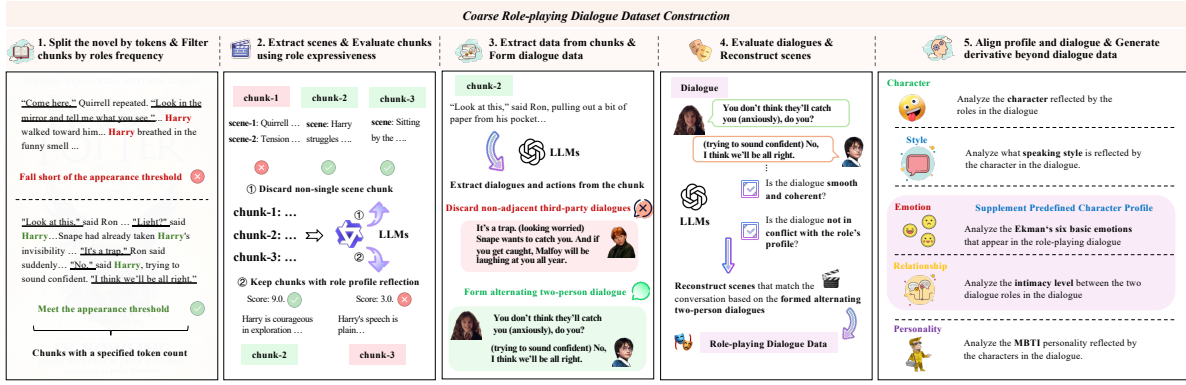 Coarse Role-playing Dialogue Dataset Construction
1. Split the novel by tokens & Filter
chunks by roles frequency
"Come here," Quirrell repeated. "Look in the
mirror and tell me what you see."... Harry
walked toward him... Harry breathed in the
funny smell ...
Fall short of the appearance threshold
"Look at this," said Ron … "Light?" said
Harry…Snape had already taken Harry's
invisibility … "It's a trap," Ron said
suddenly… "No," said Harry, trying to
sound confident. "I think we'll be all right."
Meet the appearance threshold
Chunks with a specified token count
2. Extract scenes & Evaluate chunks
using role expressiveness
chunk-1
chunk-2
chunk-3
scene-1: Quirrell …
scene-2: Tension …
scene: Harry
struggles ….
scene: Sitting
by the ….
① Discard non-single scene chunk
chunk-1: …
chunk-2: …
chunk-3: …
①
LLMs
②
② Keep chunks with role profile reflection
Score: 9.0.
Score: 3.0.
Harry is courageous
in exploration …
Harry's speech is
plain…
chunk-2
chunk-3
3. Extract data from chunks &
Form dialogue data
chunk-2
"Look at this," said Ron, pulling out a bit of
paper from his pocket…
LLMs
Extract dialogues and actions from the chunk
Discard non-adjacent third-party dialogues
It's a trap. (looking worried)
Snape wants to catch you. And if
you get caught, Malfoy will be
laughing at you all year.
Form alternating two-person dialogue
You don't think they'll catch
you (anxiously), do you?
(trying to sound confident) No,
I think we'll be all right.
4. Evaluate dialogues &
Reconstruct scenes
Dialogue
You don't think they'll catch
you (anxiously), do you?
(trying to sound confident) No,
I think we'll be all right.
⋮
LLMs
Is the dialogue smooth
and coherent?
Is the dialogue not in
conflict with the role's
profile?
Reconstruct scenes that match the
conversation based on the formed alternating
two-person dialogues
Role-playing Dialogue Data
5. Align profile and dialogue & Generate
derivative beyond dialogue data
Character
Analyze the character reflected by the
roles in the dialogue
Style
Analyze what speaking style is reflected by
the character in the dialogue.
Emotion
Supplement Predefined Character Profile
Analyze the Ekman's six basic emotions
that appear in the role-playing dialogue
Relationship
Analyze the intimacy level between the two
dialogue roles in the dialogue
Personality
Analyze the MBTI personality reflected by
the characters in the dialogue.